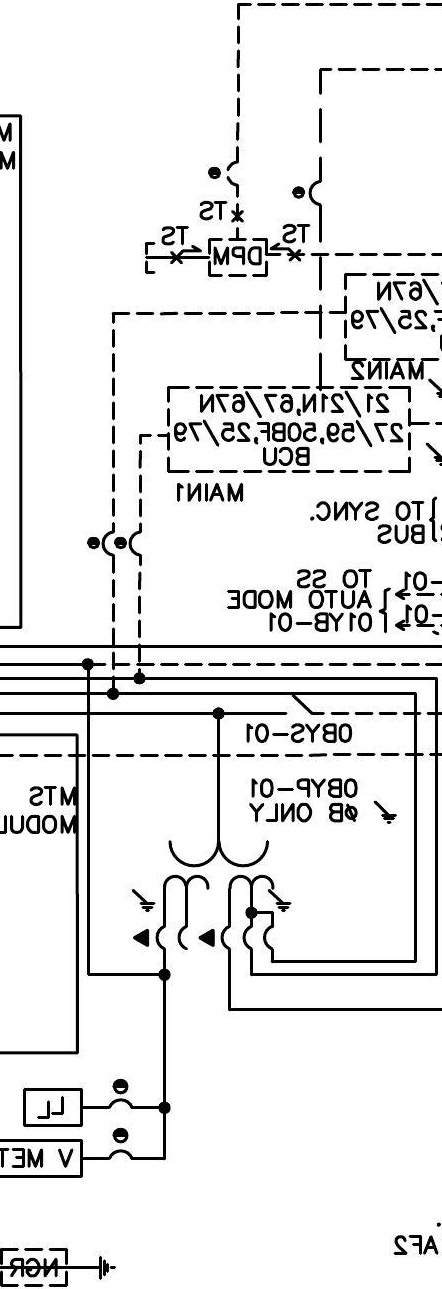 TS
TS
TS
DPM
/67N
,25/79
MAIN2
21/21N,67/67N
27/59,50BF,25/79
BCU
MAIN1
TO SYNC.
BUS
TO SS
AUTO MODE
01YB-01
-01
-01
0BYS-01
0BYP-01
ØB ONLY
MTS
MODUL
LL
V MET
NGR
AF2